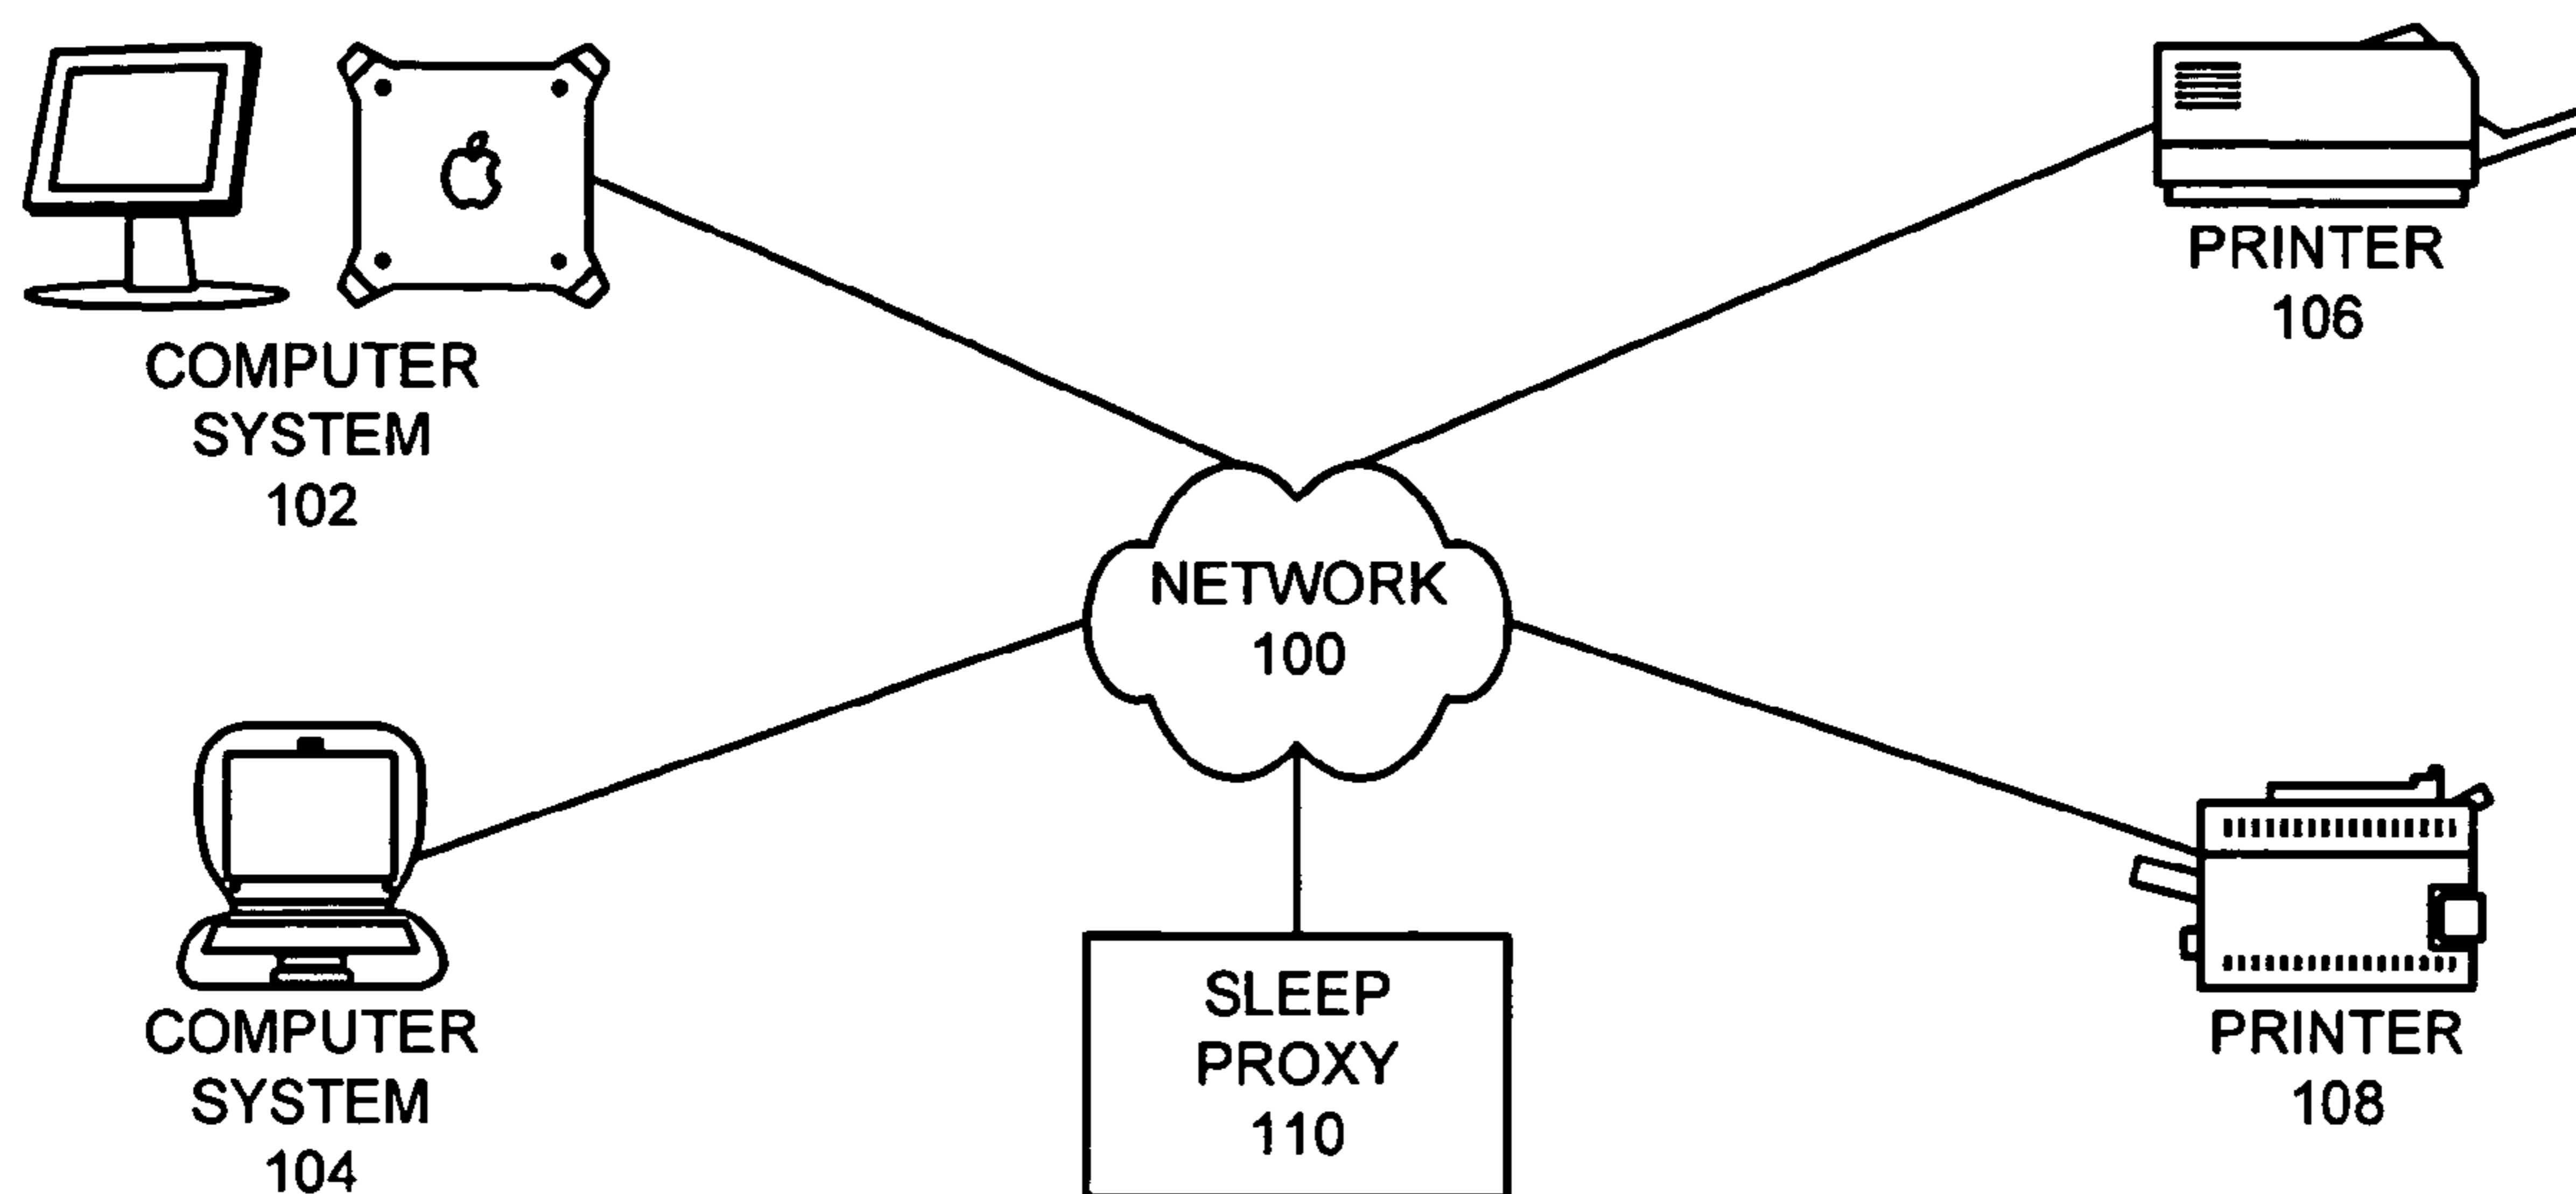 COMPUTER
SYSTEM
102
PRINTER
106
NETWORK
100
COMPUTER
SYSTEM
104
SLEEP
PROXY
110
PRINTER
108